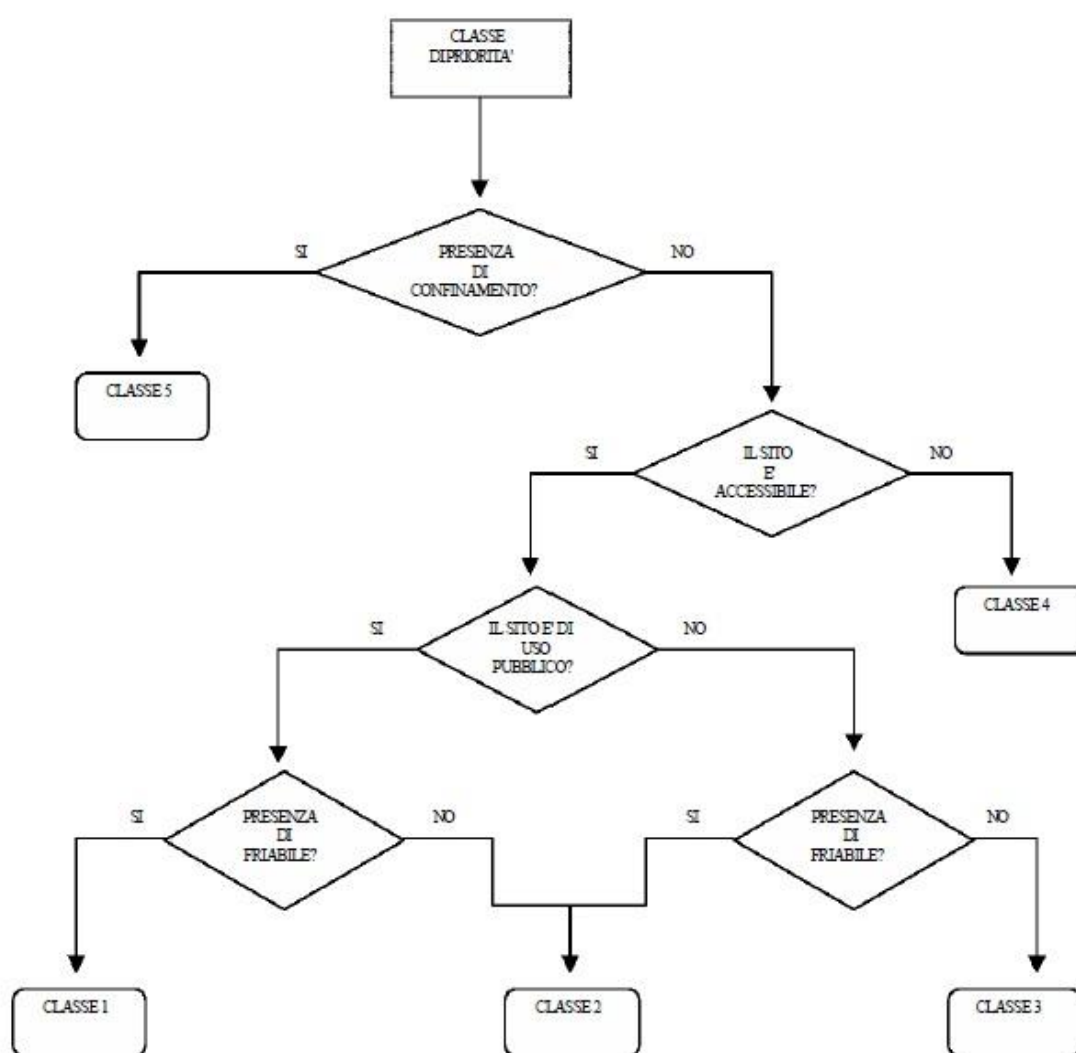 CLASSE
DI PRIORITA'
SI
PRESENZA
DI
CONFINAMENTO?
NO
CLASSE 5
SI
IL SITO
E'
ACCESSIBILE?
NO
CLASSE 4
SI
IL SITO E' DI
USO
PUBBLICO?
NO
SI
PRESENZA
DI
FRIABILE?
NO
SI
PRESENZA
DI
FRIABILE?
NO
CLASSE 1
CLASSE 2
CLASSE 3